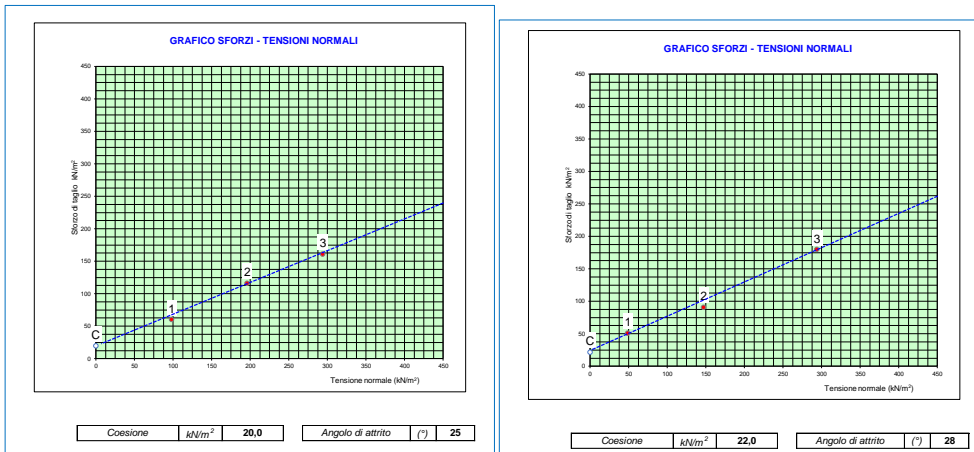 GRAFICO SFORZI - TENSIONI NORMALI
450
400
350
300
250
200
150
100
50
0
Sforzo di taglio kN/m²
C
1
2
3
0 50 100 150 200 250 300 350 400 450
Tensione normale (kN/m²)
Coesione kN/m² 20,0 Angolo di attrito (°) 25
GRAFICO SFORZI - TENSIONI NORMALI
450
400
350
300
250
200
150
100
50
0
Sforzo di taglio kN/m²
C
1
2
3
0 50 100 150 200 250 300 350 400 450
Tensione normale (kN/m²)
Coesione kN/m² 22,0 Angolo di attrito (°) 28